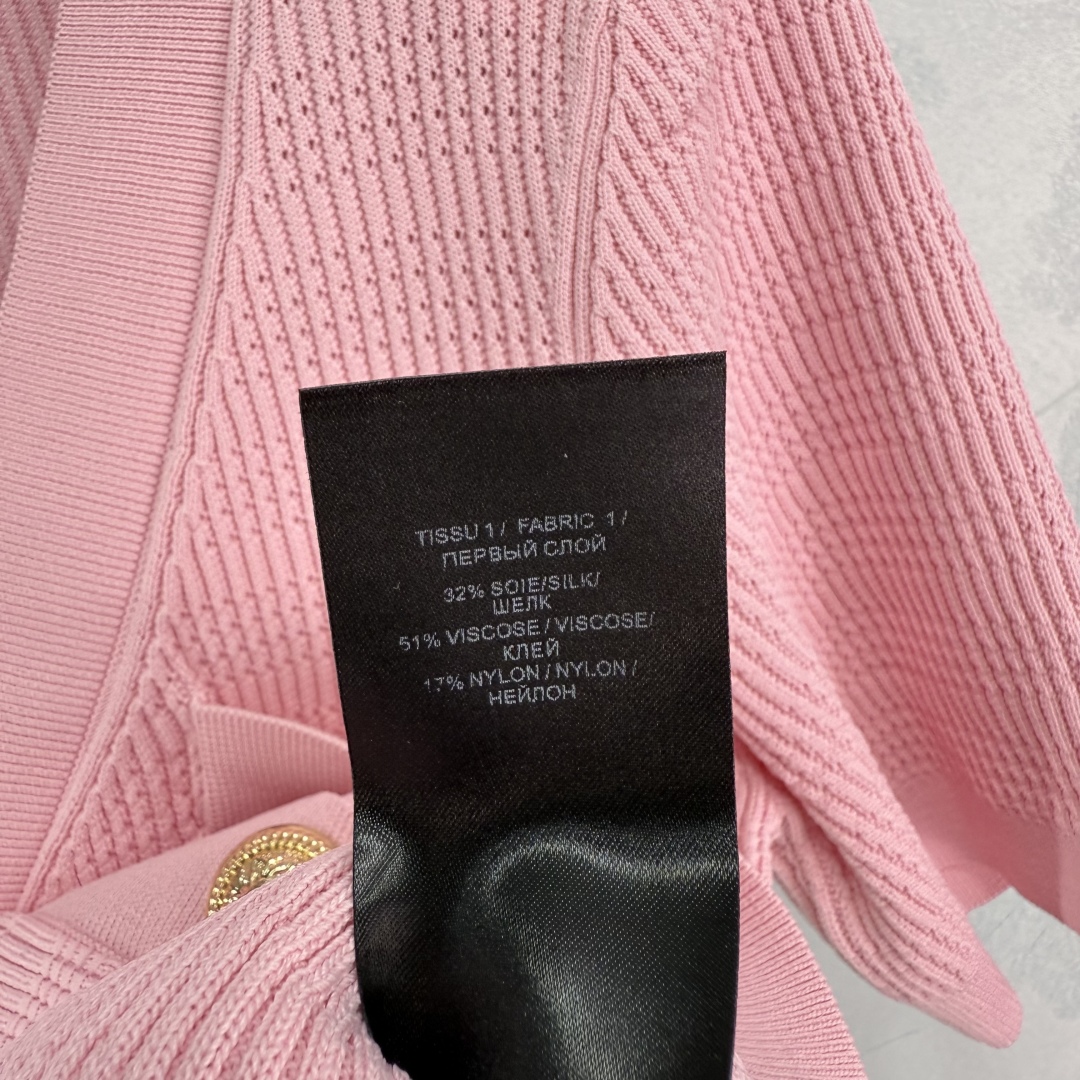 TISSU 1 / FABRIC 1 /
ПЕРВЫЙ СЛОЙ
32% SOIE/SILK/
ШЕЛК
51% VISCOSE / VISCOSE/
КЛЕЙ
17% NYLON / NYLON /
НЕЙЛОН